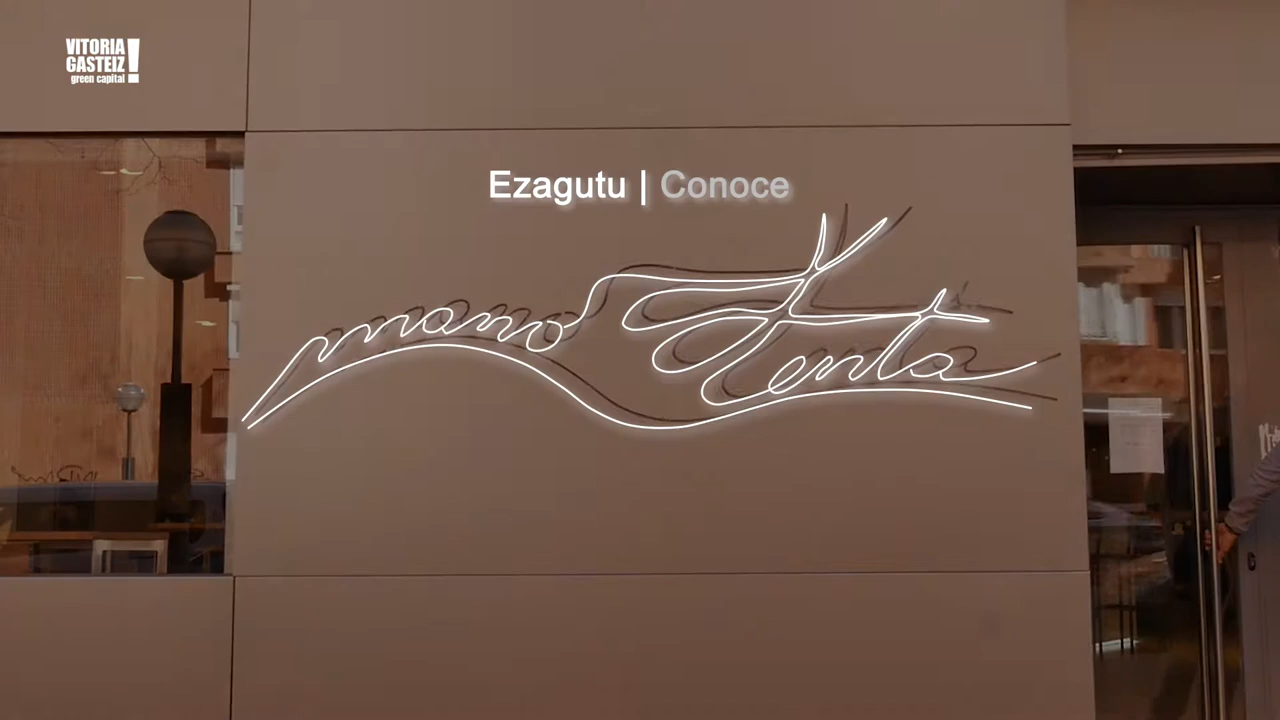 VITORIA
GASTEIZ!
green capital
Ezagutu | Conoce
mano
lenta